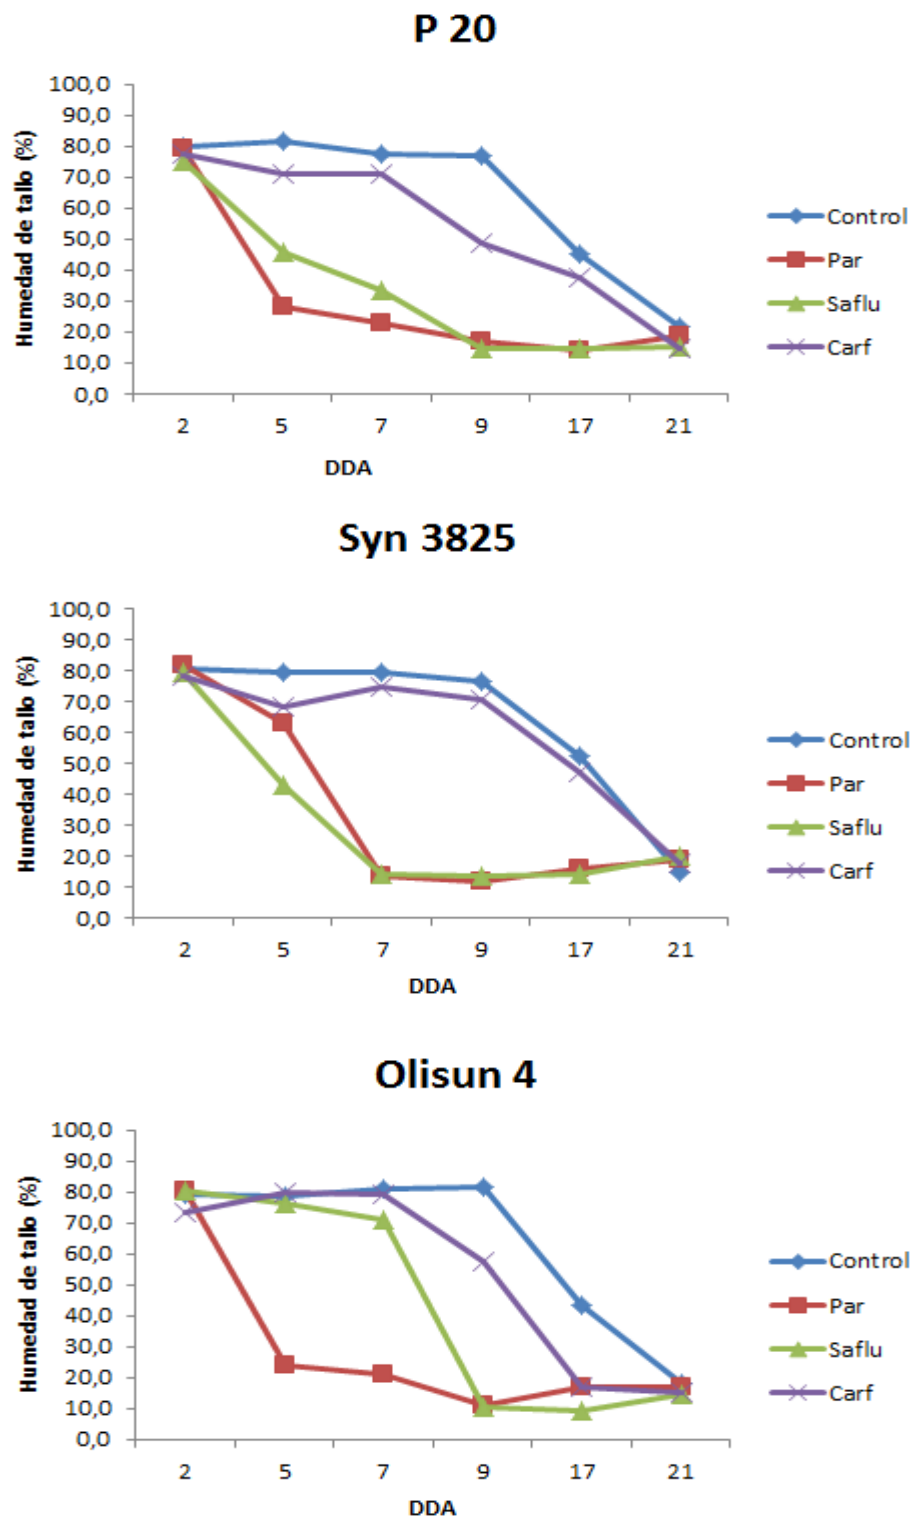 P 20
Humedad de tallo (%)
100,0
90,0
80,0
70,0
60,0
50,0
40,0
30,0
20,0
10,0
0,0
2 5 7 9 17 21
DDA
Control
Par
Saflu
Carf
Syn 3825
Humedad de tallo (%)
100,0
90,0
80,0
70,0
60,0
50,0
40,0
30,0
20,0
10,0
0,0
2 5 7 9 17 21
DDA
Control
Par
Saflu
Carf
Olisun 4
Humedad de tallo (%)
100,0
90,0
80,0
70,0
60,0
50,0
40,0
30,0
20,0
10,0
0,0
2 5 7 9 17 21
DDA
Control
Par
Saflu
Carf